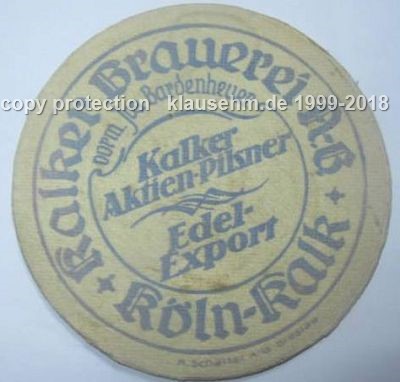 Kalker Brauerei A.G.
vorm. Jos. Bardenheuer
Kalker
Aktien-Pilsner
Edel-
Export
Köln-Kalk
copy protection klausehm.de 1999-2018